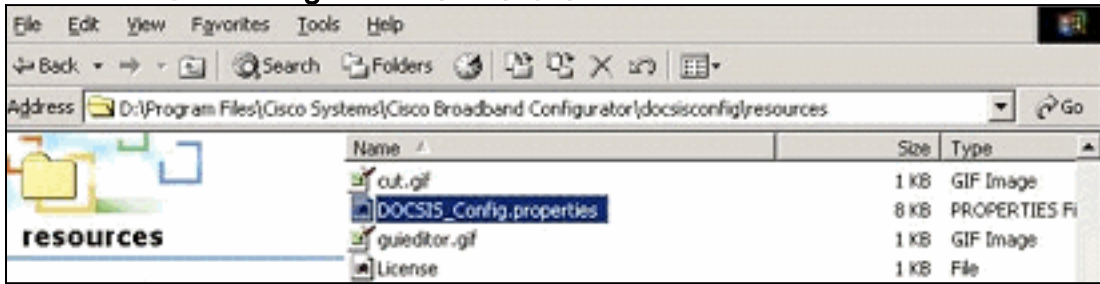 File Edit View Favorites Tools Help
Back Search Folders
Address D:\Program Files\Cisco Systems\Cisco Broadband Configurator\docsisconfig\resources Go
resources
Name Size Type
cut.gif 1 KB GIF Image
DOCSIS_Config.properties 8 KB PROPERTIES Fi
guieditor.gif 1 KB GIF Image
License 1 KB File